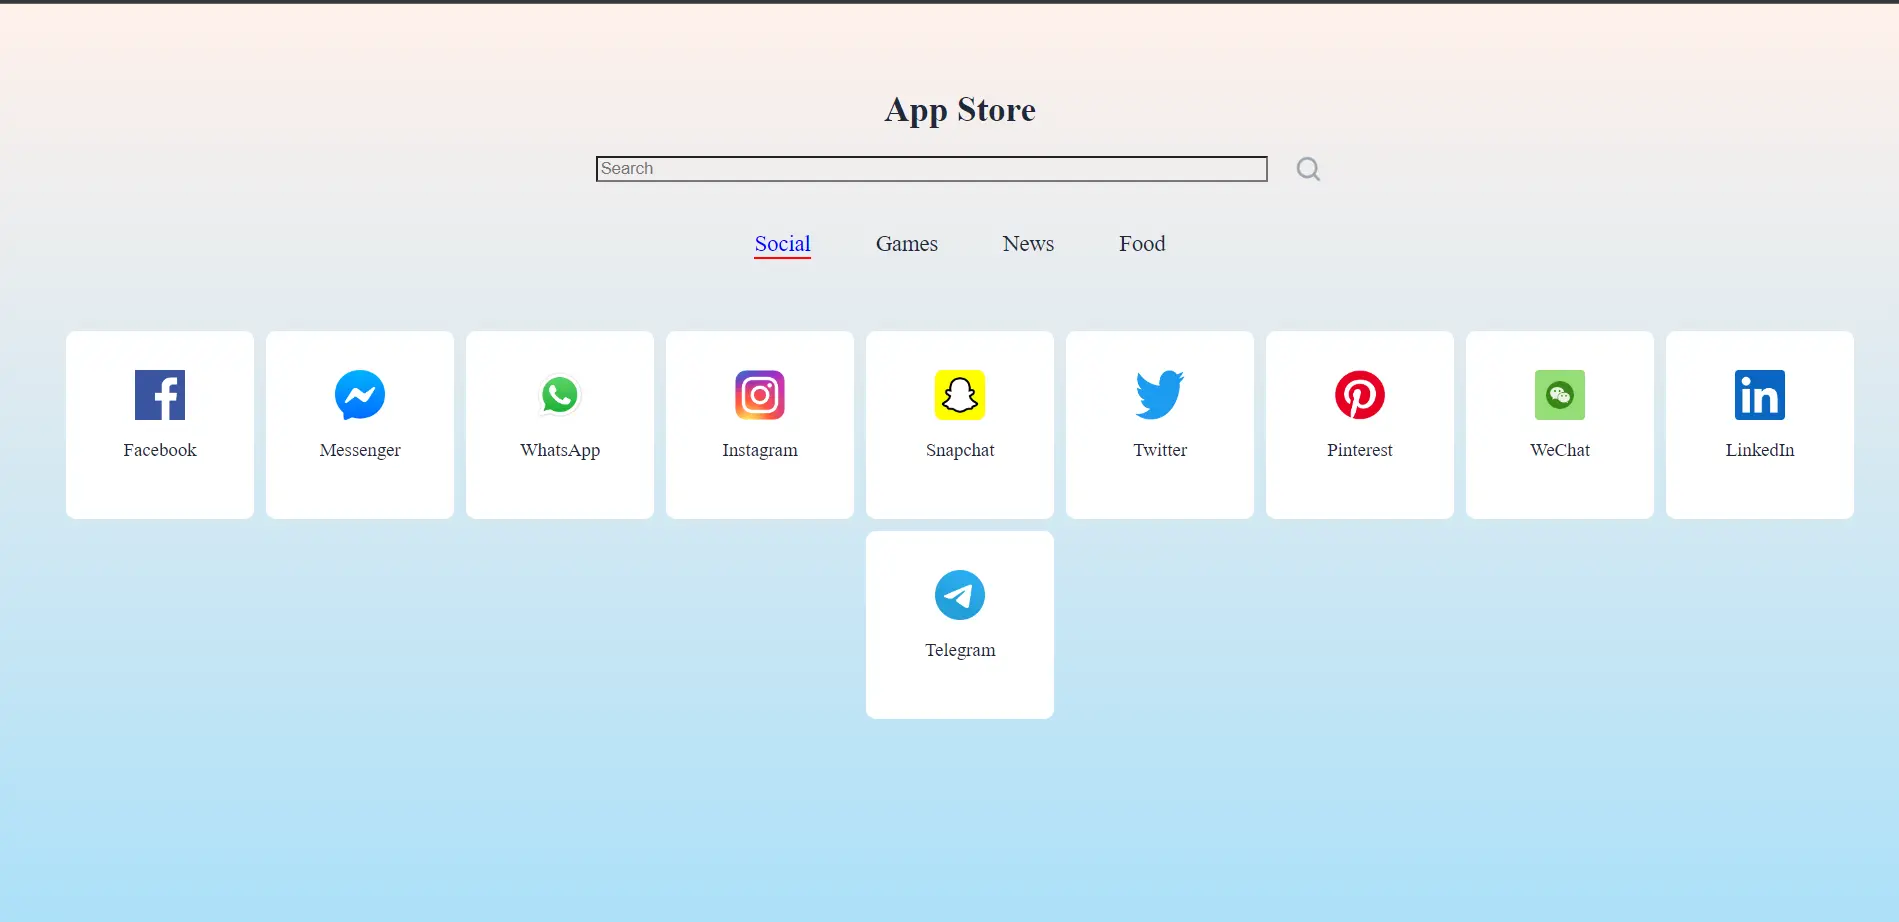 App Store
Search
Social Games News Food
Facebook Messenger WhatsApp Instagram Snapchat Twitter Pinterest WeChat LinkedIn
Telegram